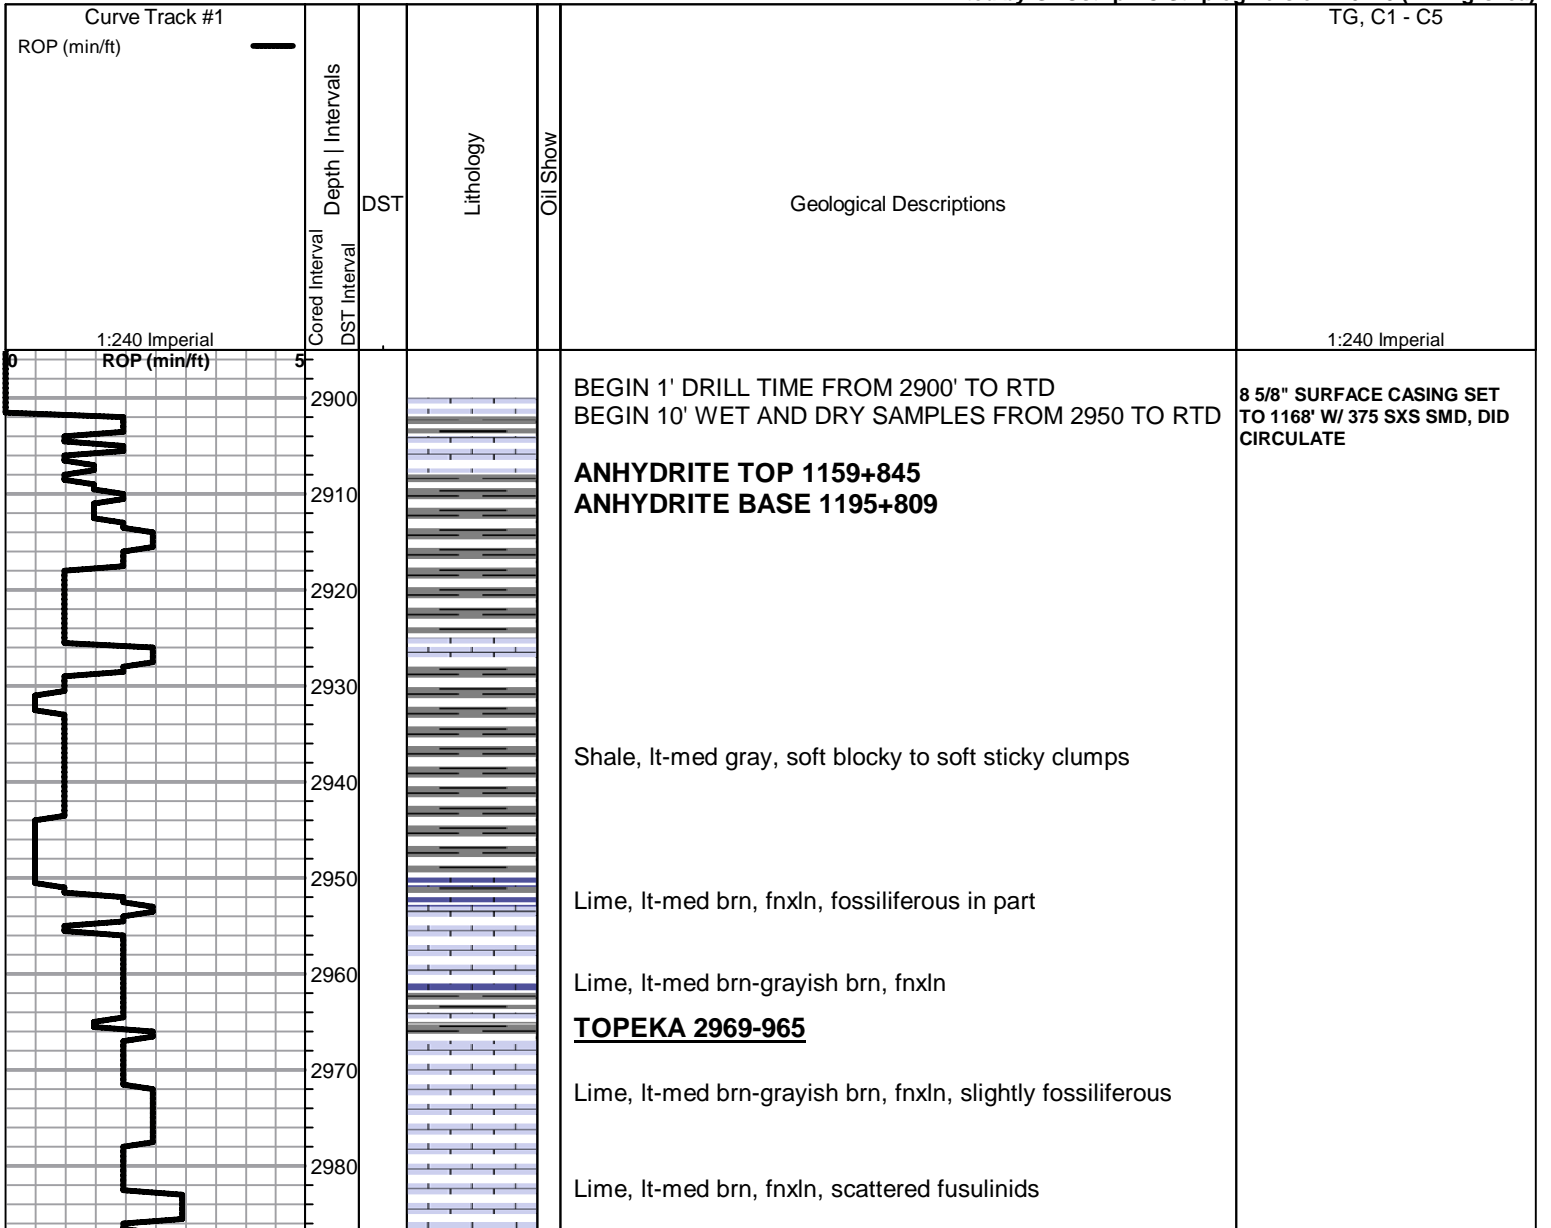 Curve Track #1
ROP (min/ft)
1:240 Imperial
Depth | Intervals
Cored Interval
DST Interval
DST
Lithology
Oil Show
Geological Descriptions
TG, C1 - C5
1:240 Imperial
0 ROP (min/ft) 5
2900
2910
2920
2930
2940
2950
2960
2970
2980
BEGIN 1' DRILL TIME FROM 2900' TO RTD
BEGIN 10' WET AND DRY SAMPLES FROM 2950 TO RTD
ANHYDRITE TOP 1159+845
ANHYDRITE BASE 1195+809
Shale, lt-med gray, soft blocky to soft sticky clumps
Lime, lt-med brn, fnxln, fossiliferous in part
Lime, lt-med brn-grayish brn, fnxln
TOPEKA 2969-965
Lime, lt-med brn-grayish brn, fnxln, slightly fossiliferous
Lime, lt-med brn, fnxln, scattered fusulinids
8 5/8" SURFACE CASING SET
TO 1168' W/ 375 SXS SMD, DID
CIRCULATE